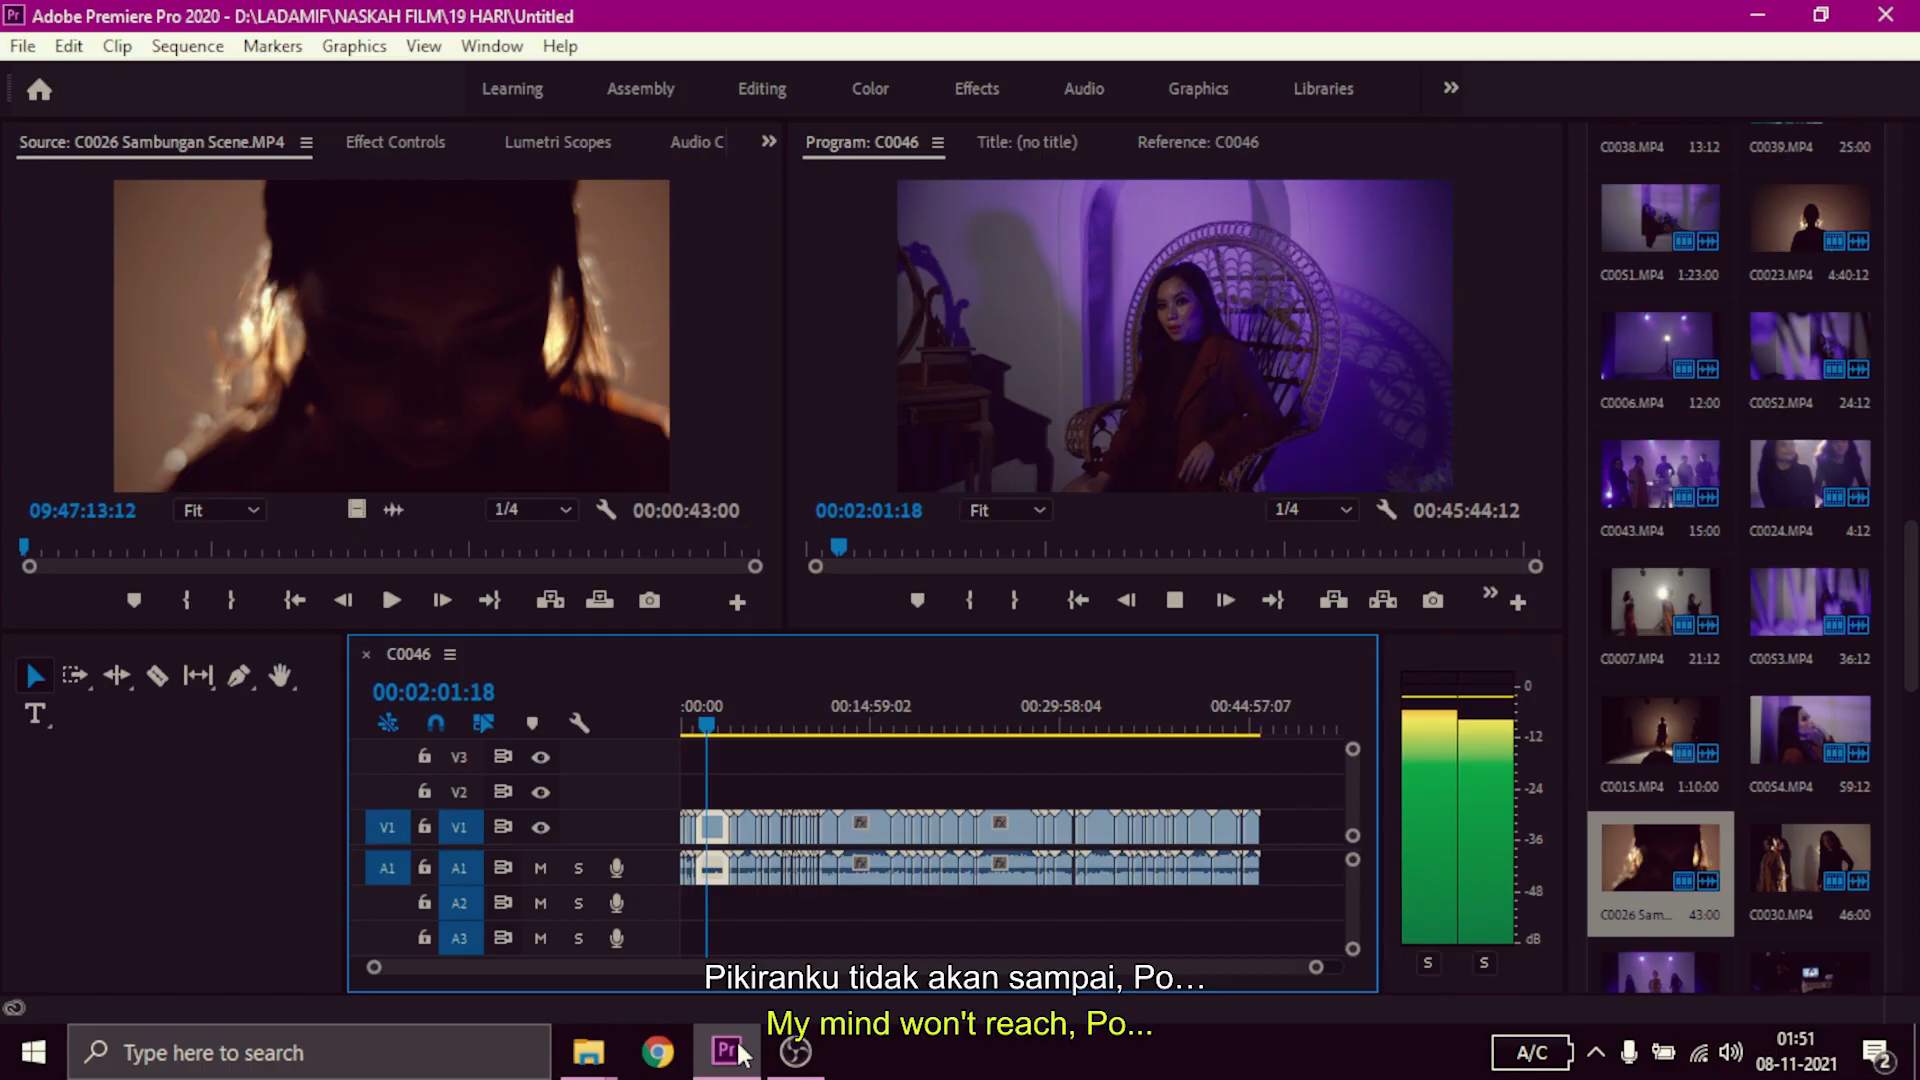 Pr Adobe Premiere Pro 2020 - D:\LADAMIF\NASKAH FILM\19 HARI\Untitled
File Edit Clip Sequence Markers Graphics View Window Help
Learning Assembly Editing Color Effects Audio Graphics Libraries
Source: C0026 Sambungan Scene.MP4 Effect Controls Lumetri Scopes Audio C
Program: C0046 Title: (no title) Reference: C0046
09:47:13:12 Fit 1/4 00:00:43:00
00:02:01:18 Fit 1/4 00:45:44:12
C0038.MP4 13:12 C0039.MP4 25:00
C0051.MP4 1:23:00 C0023.MP4 4:40:12
C0006.MP4 12:00 C0052.MP4 24:12
C0043.MP4 15:00 C0024.MP4 4:12
C0007.MP4 21:12 C0053.MP4 36:12
C0015.MP4 1:10:00 C0054.MP4 59:12
C0026 Sam... 43:00 C0030.MP4 46:00
C0046
00:02:01:18
:00:00 00:14:59:02 00:29:58:04 00:44:57:07
V3
V2
V1 V1 fx fx
A1 A1 M S fx fx
A2 M S
A3 M S
0
-12
-24
-36
-48
dB
S S
T
Pikiranku tidak akan sampai, Po...
My mind won't reach, Po...
Type here to search
Pr
A/C
01:51
08-11-2021
2